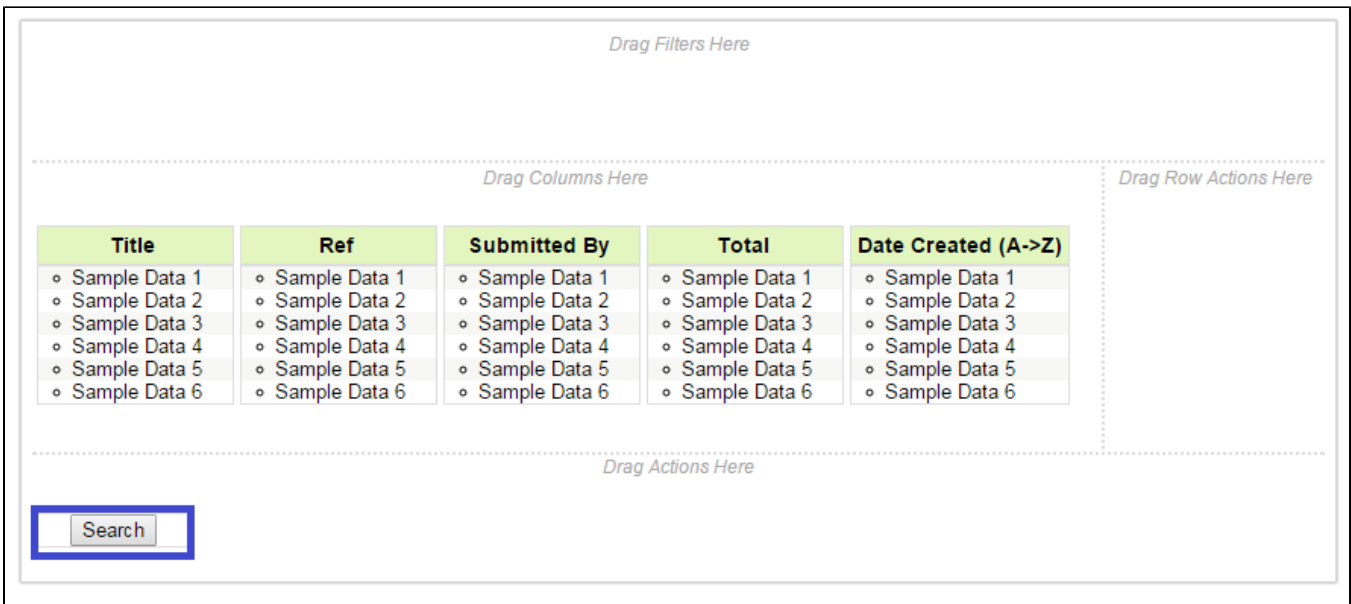 Drag Filters Here
Drag Columns Here Drag Row Actions Here
Title Ref Submitted By Total Date Created (A->Z)
Sample Data 1 Sample Data 1 Sample Data 1 Sample Data 1 Sample Data 1
Sample Data 2 Sample Data 2 Sample Data 2 Sample Data 2 Sample Data 2
Sample Data 3 Sample Data 3 Sample Data 3 Sample Data 3 Sample Data 3
Sample Data 4 Sample Data 4 Sample Data 4 Sample Data 4 Sample Data 4
Sample Data 5 Sample Data 5 Sample Data 5 Sample Data 5 Sample Data 5
Sample Data 6 Sample Data 6 Sample Data 6 Sample Data 6 Sample Data 6
Drag Actions Here
Search